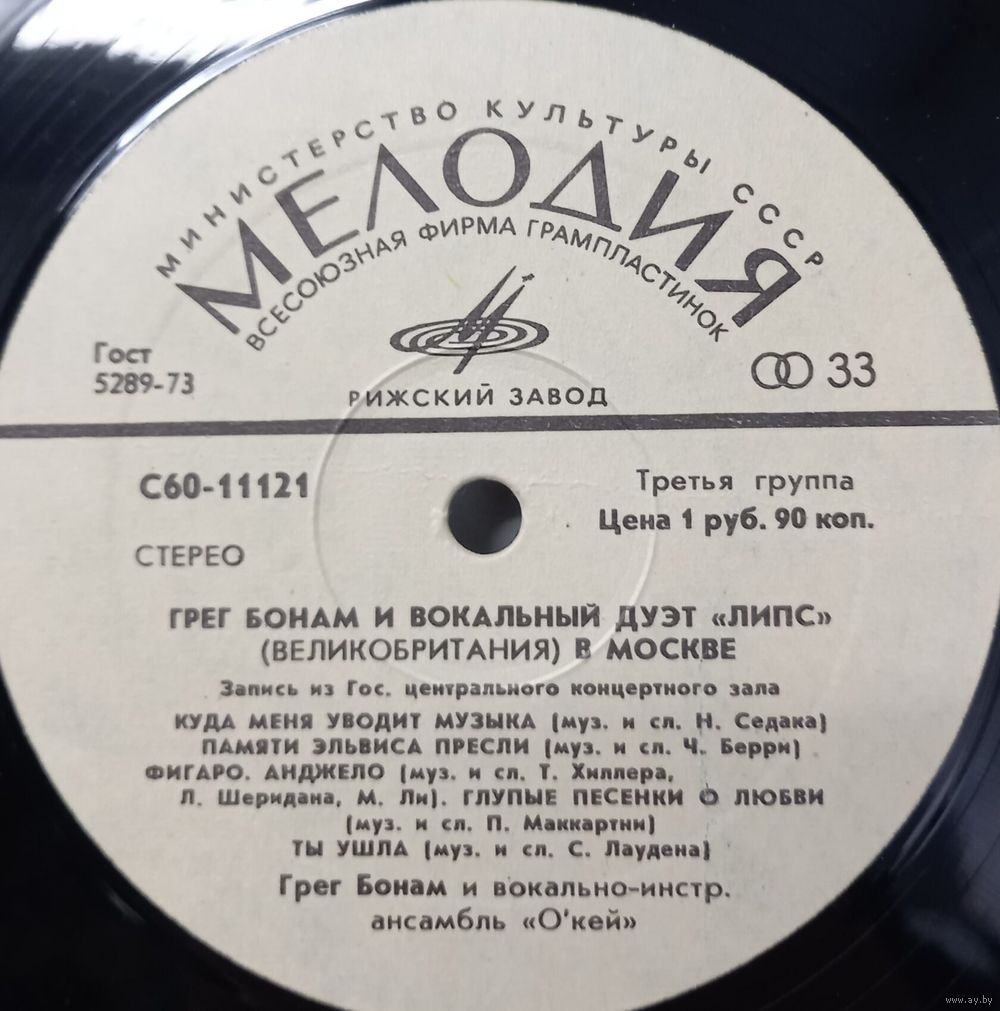 МИНИСТЕРСТВО КУЛЬТУРЫ СССР
МЕЛОДИЯ
ВСЕСОЮЗНАЯ ФИРМА ГРАМПЛАСТИНОК
Гост
5289-73
33
РИЖСКИЙ ЗАВОД
С60-11121
Третья группа
Цена 1 руб. 90 коп.
СТЕРЕО
ГРЕГ БОНАМ И ВОКАЛЬНЫЙ ДУЭТ «ЛИПС»
(ВЕЛИКОБРИТАНИЯ) В МОСКВЕ
Запись из Гос. центрального концертного зала
КУДА МЕНЯ УВОДИТ МУЗЫКА (муз. и сл. Н. Седака)
ПАМЯТИ ЭЛЬВИСА ПРЕСЛИ (муз. и сл. Ч. Берри)
ФИГАРО. АНДЖЕЛО (муз. и сл. Т. Хиллера,
Л. Шеридана, М. Ли). ГЛУПЫЕ ПЕСЕНКИ О ЛЮБВИ
(муз. и сл. П. Маккартни)
ТЫ УШЛА (муз. и сл. С. Лаудена)
Грег Бонам и вокально-инстр.
ансамбль «О'кей»
www.ay.by